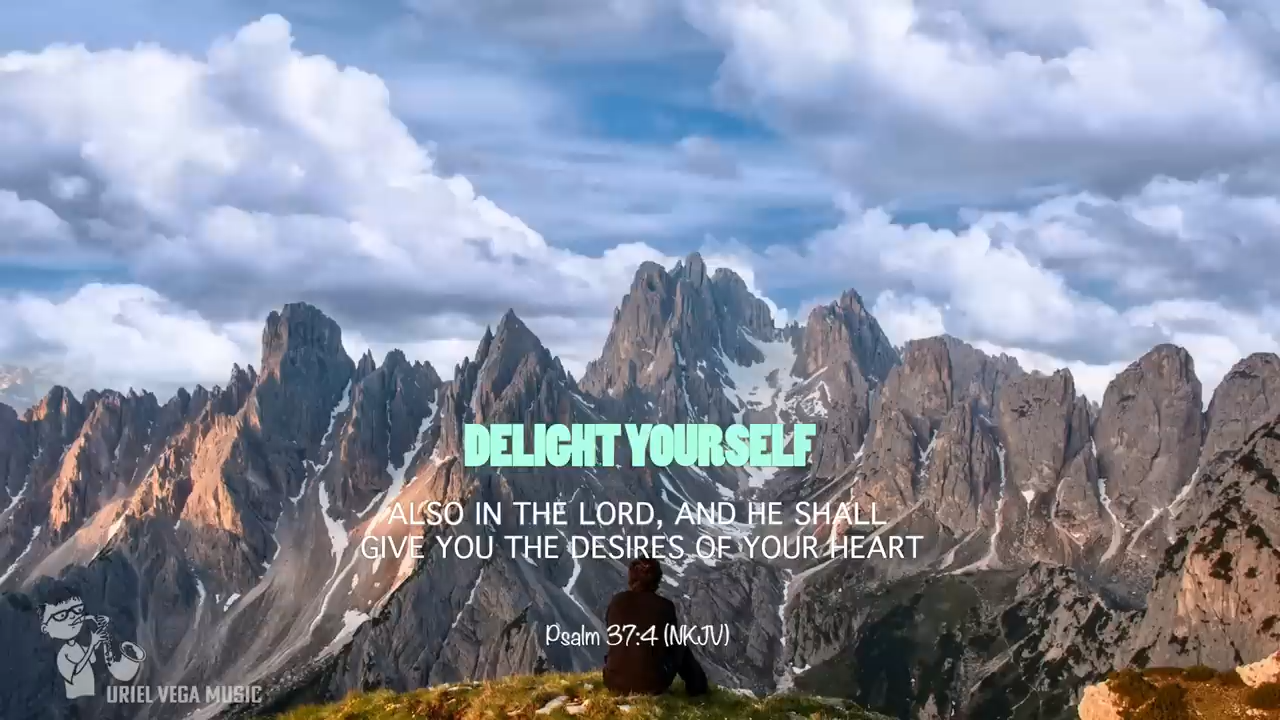 DELIGHT YOURSELF
ALSO IN THE LORD, AND HE SHALL
GIVE YOU THE DESIRES OF YOUR HEART
Psalm 37:4 (NKJV)
URIEL VEGA MUSIC